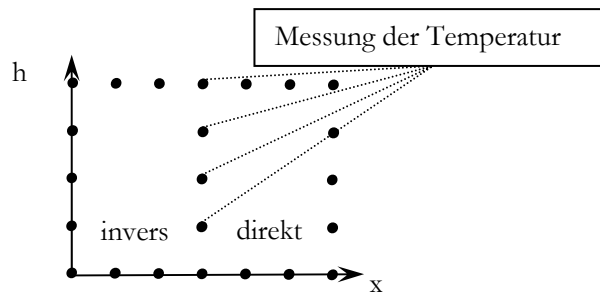 Messung der Temperatur
h
invers direkt
x